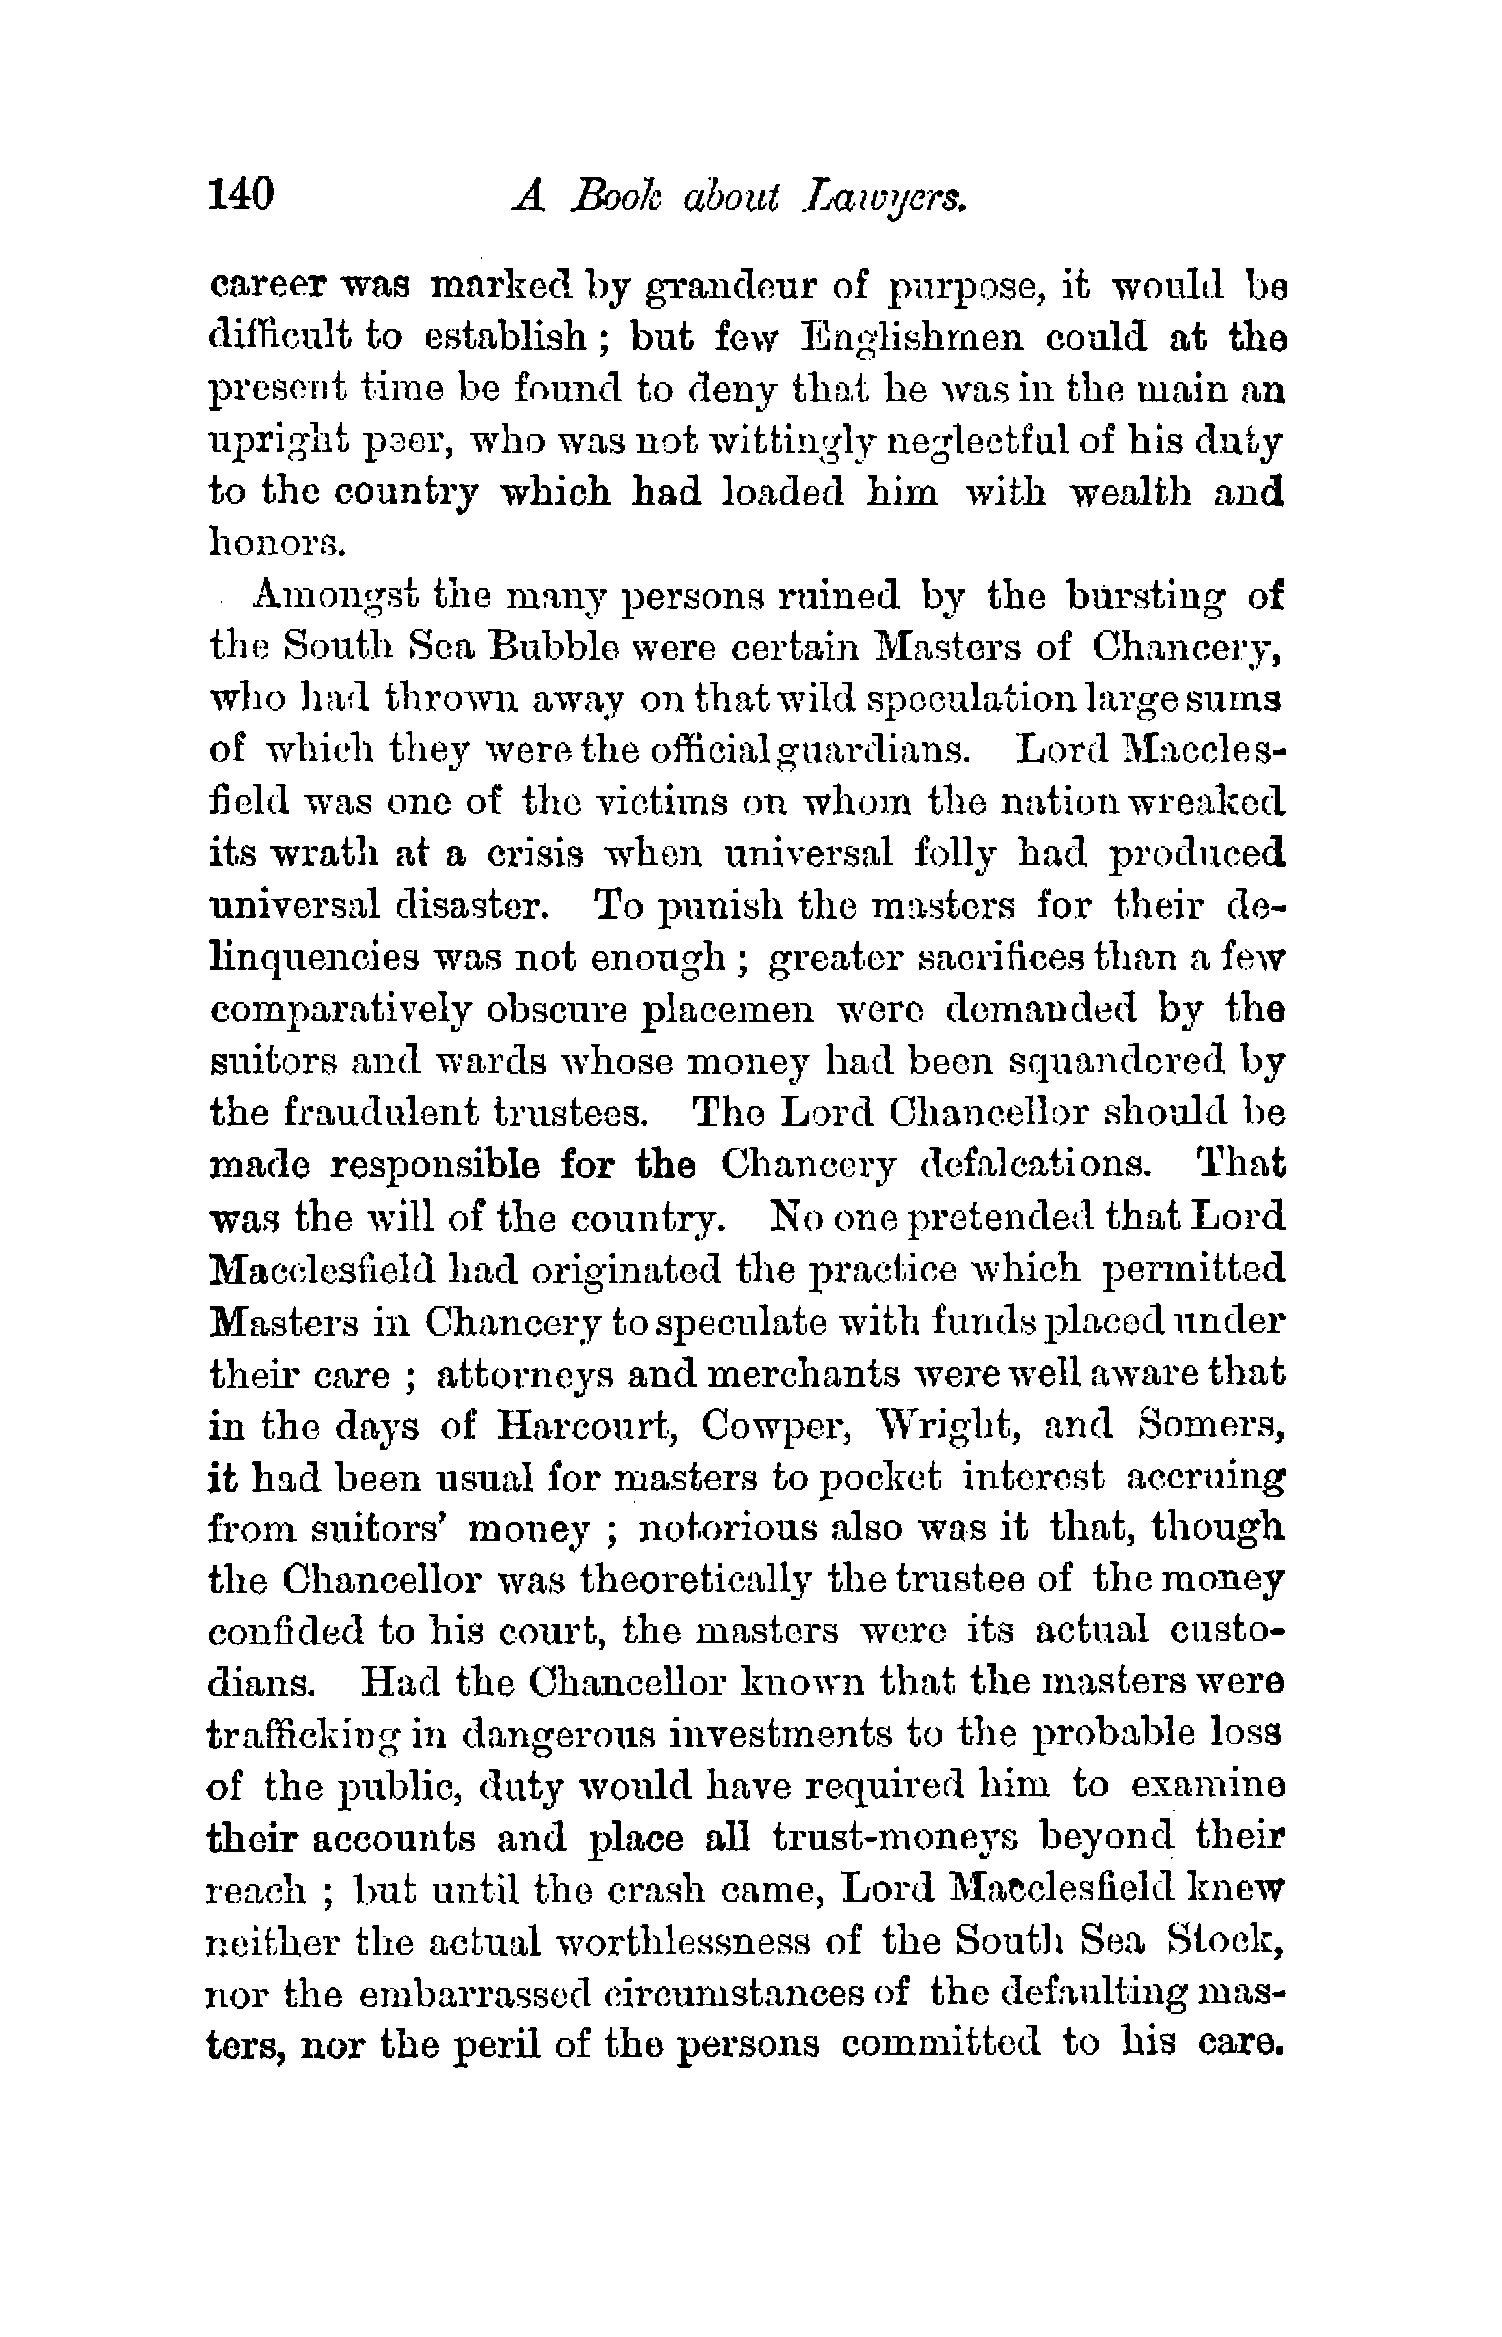 140 A Book about Lawyers.
career was marked by grandeur of purpose, it would be
difficult to establish ; but few Englishmen could at the
present time be found to deny that he was in the main an
upright peer, who was not wittingly neglectful of his duty
to the country which had loaded him with wealth and
honors.
Amongst the many persons ruined by the bursting of
the South Sea Bubble were certain Masters of Chancery,
who had thrown away on that wild speculation large sums
of which they were the official guardians. Lord Maccles-
field was one of the victims on whom the nation wreaked
its wrath at a crisis when universal folly had produced
universal disaster. To punish the masters for their de-
linquencies was not enough ; greater sacrifices than a few
comparatively obscure placemen were demanded by the
suitors and wards whose money had been squandered by
the fraudulent trustees. The Lord Chancellor should be
made responsible for the Chancery defalcations. That
was the will of the country. No one pretended that Lord
Macclesfield had originated the practice which permitted
Masters in Chancery to speculate with funds placed under
their care ; attorneys and merchants were well aware that
in the days of Harcourt, Cowper, Wright, and Somers,
it had been usual for masters to pocket interest accruing
from suitors' money ; notorious also was it that, though
the Chancellor was theoretically the trustee of the money
confided to his court, the masters were its actual custo-
dians. Had the Chancellor known that the masters were
trafficking in dangerous investments to the probable loss
of the public, duty would have required him to examine
their accounts and place all trust-moneys beyond their
reach ; but until the crash came, Lord Macclesfield knew
neither the actual worthlessness of the South Sea Stock,
nor the embarrassed circumstances of the defaulting mas-
ters, nor the peril of the persons committed to his care.